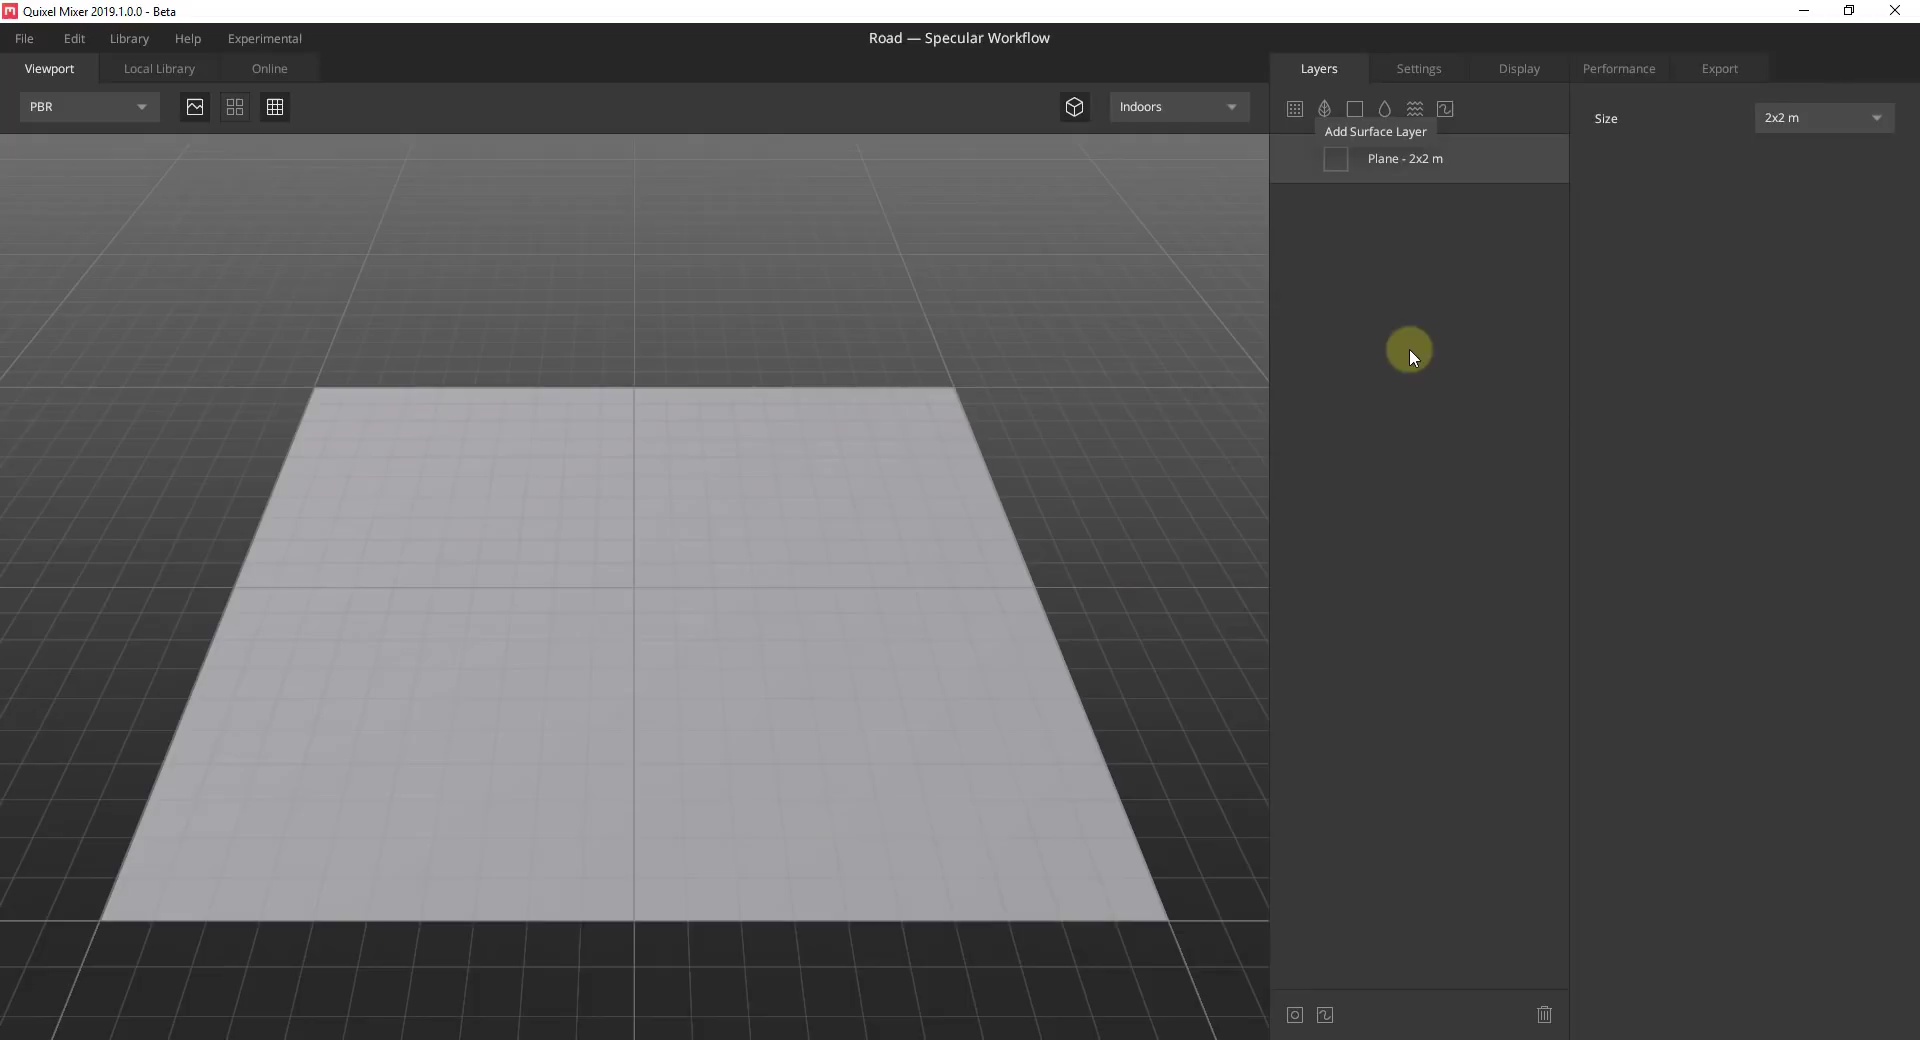 Quixel Mixer 2019.1.0.0 - Beta
File Edit Library Help Experimental
Road — Specular Workflow
Viewport Local Library Online
Layers Settings Display Performance Export
PBR
Indoors
Add Surface Layer
Size
2x2 m
Plane - 2x2 m